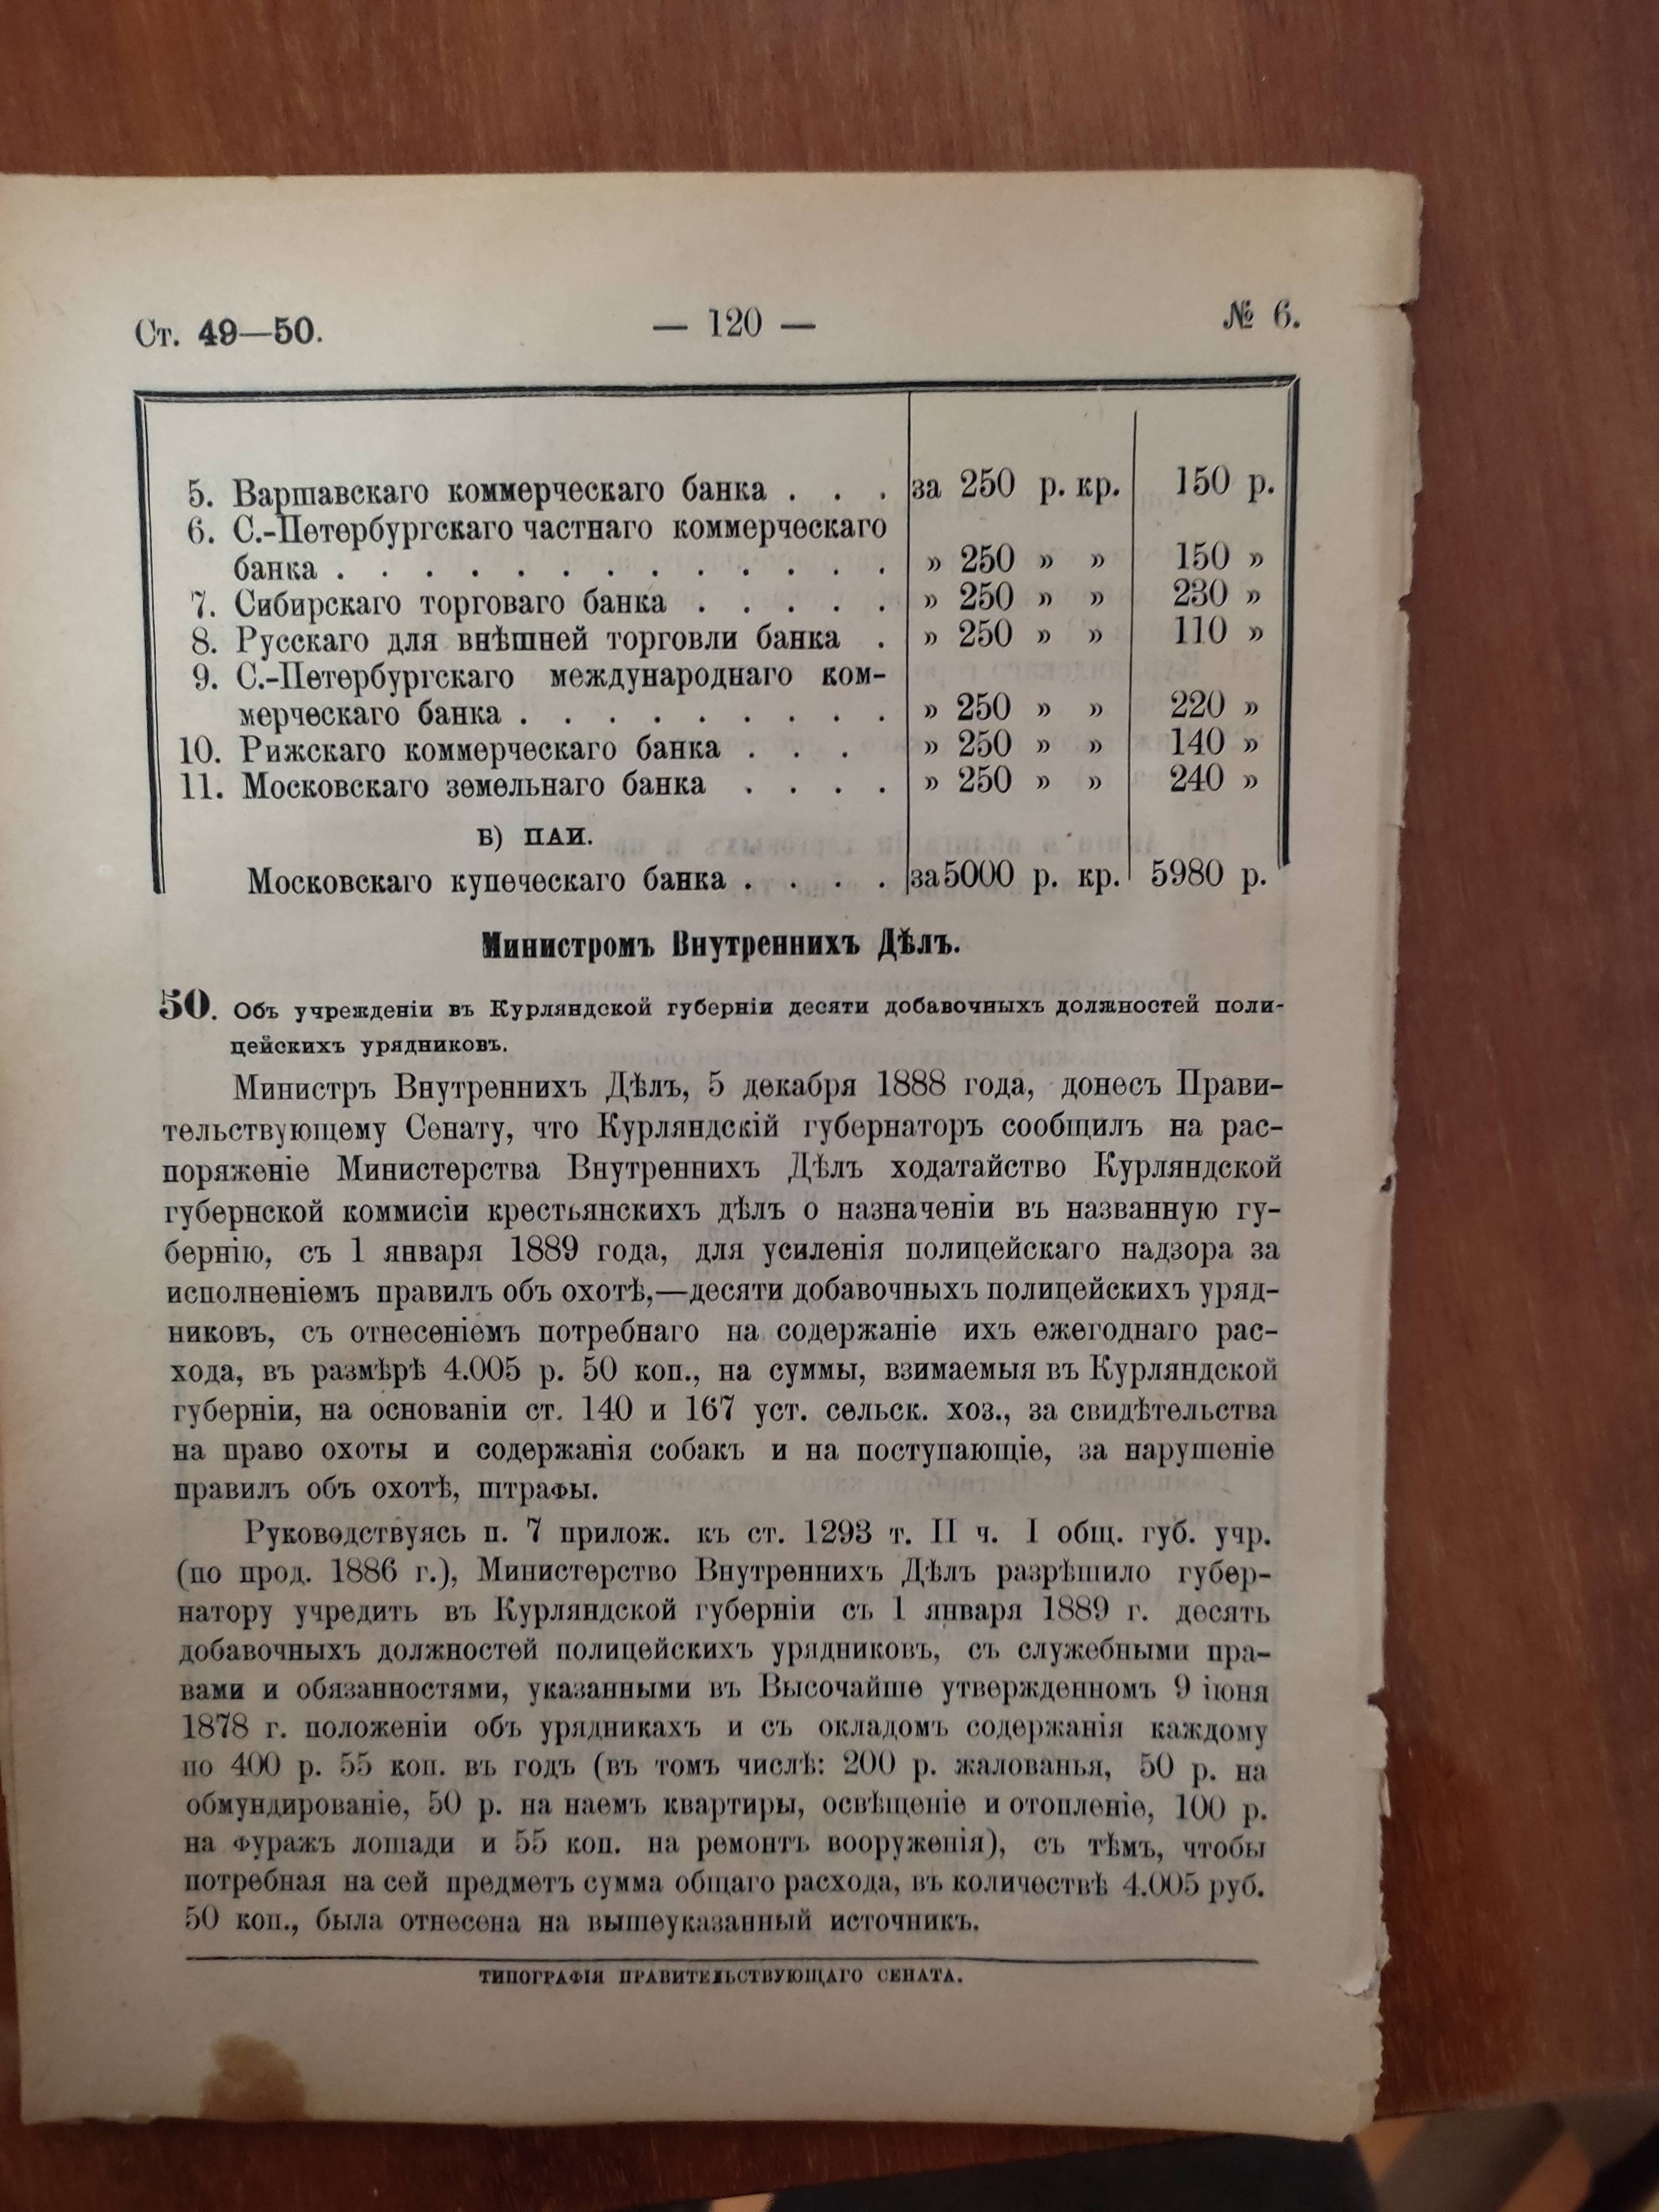 Ст. 49—50. — 120 — № 6.
5. Варшавскаго коммерческаго банка . . . за 250 р. кр. 150 р.
6. С.-Петербургскаго частнаго коммерческаго
банка . . . . . . . . . . . . . » 250 » » 150 »
7. Сибирскаго торговаго банка . . . . . » 250 » » 230 »
8. Русскаго для внѣшней торговли банка . » 250 » » 110 »
9. С.-Петербургскаго международнаго ком-
мерческаго банка . . . . . . . . . » 250 » » 220 »
10. Рижскаго коммерческаго банка . . . » 250 » » 140 »
11. Московскаго земельнаго банка . . . . » 250 » » 240 »
Б) ПАИ.
Московскаго купеческаго банка . . . . за 5000 р. кр. 5980 р.
Министромъ Внутреннихъ Дѣлъ.
50. Объ учрежденіи въ Курляндской губерніи десяти добавочныхъ должностей поли-
цейскихъ урядниковъ.
Министръ Внутреннихъ Дѣлъ, 5 декабря 1888 года, донесъ Прави-
тельствующему Сенату, что Курляндскій губернаторъ сообщилъ на рас-
поряженіе Министерства Внутреннихъ Дѣлъ ходатайство Курляндской
губернской коммисіи крестьянскихъ дѣлъ о назначеніи въ названную гу-
бернію, съ 1 января 1889 года, для усиленія полицейскаго надзора за
исполненіемъ правилъ объ охотѣ,—десяти добавочныхъ полицейскихъ уряд-
никовъ, съ отнесеніемъ потребнаго на содержаніе ихъ ежегоднаго рас-
хода, въ размѣрѣ 4.005 р. 50 коп., на суммы, взимаемыя въ Курляндской
губерніи, на основаніи ст. 140 и 167 уст. сельск. хоз., за свидѣтельства
на право охоты и содержанія собакъ и на поступающіе, за нарушеніе
правилъ объ охотѣ, штрафы.
Руководствуясь п. 7 прилож. къ ст. 1293 т. II ч. I общ. губ. учр.
(по прод. 1886 г.), Министерство Внутреннихъ Дѣлъ разрѣшило губер-
натору учредить въ Курляндской губерніи съ 1 января 1889 г. десять
добавочныхъ должностей полицейскихъ урядниковъ, съ служебными пра-
вами и обязанностями, указанными въ Высочайше утвержденномъ 9 іюня
1878 г. положеніи объ урядникахъ и съ окладомъ содержанія каждому
по 400 р. 55 коп. въ годъ (въ томъ числѣ: 200 р. жалованья, 50 р. на
обмундированіе, 50 р. на наемъ квартиры, освѣщеніе и отопленіе, 100 р.
на фуражъ лошади и 55 коп. на ремонтъ вооруженія), съ тѣмъ, чтобы
потребная на сей предметъ сумма общаго расхода, въ количествѣ 4.005 руб.
50 коп., была отнесена на вышеуказанный источникъ.
ТИПОГРАФІЯ ПРАВИТЕЛЬСТВУЮЩАГО СЕНАТА.